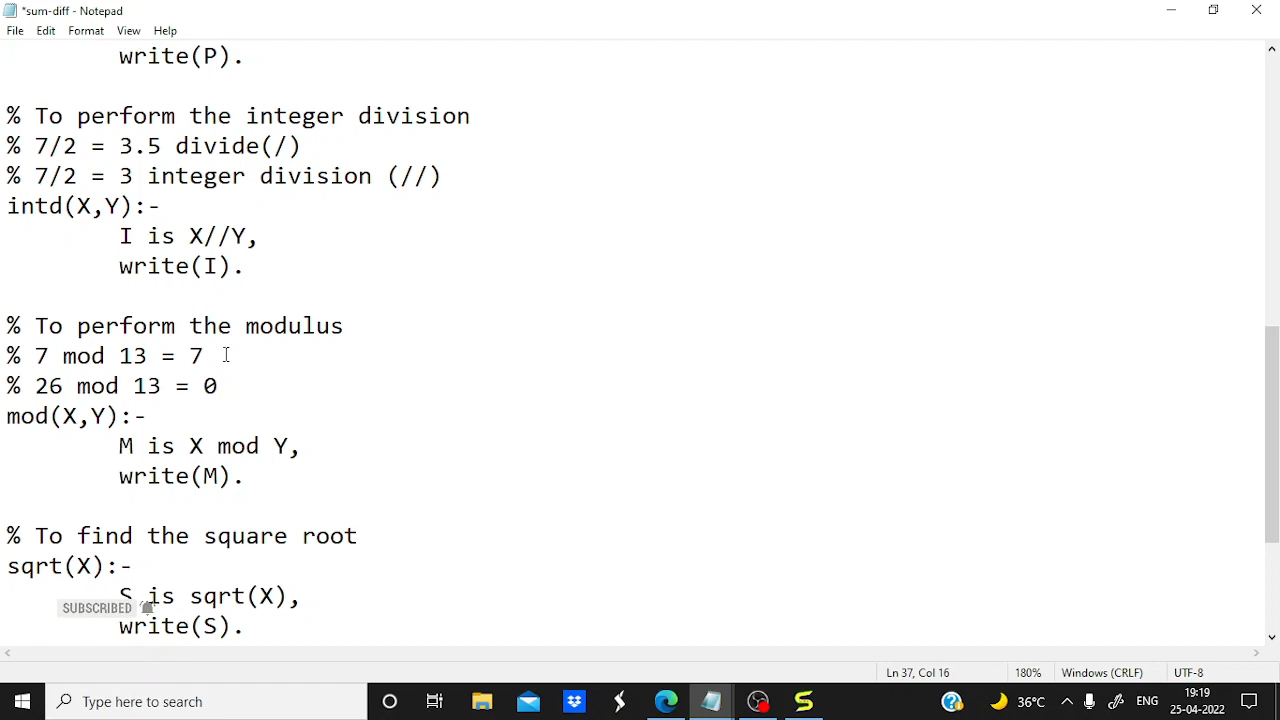 *sum-diff - Notepad
File Edit Format View Help
write(P).
% To perform the integer division
% 7/2 = 3.5 divide(/)
% 7/2 = 3 integer division (//)
intd(X,Y):-
I is X//Y,
write(I).
% To perform the modulus
% 7 mod 13 = 7
% 26 mod 13 = 0
mod(X,Y):-
M is X mod Y,
write(M).
% To find the square root
sqrt(X):-
S is sqrt(X),
SUBSCRIBED
write(S).
Ln 37, Col 16 180% Windows (CRLF) UTF-8
Type here to search 36°C ENG 19:19
25-04-2022